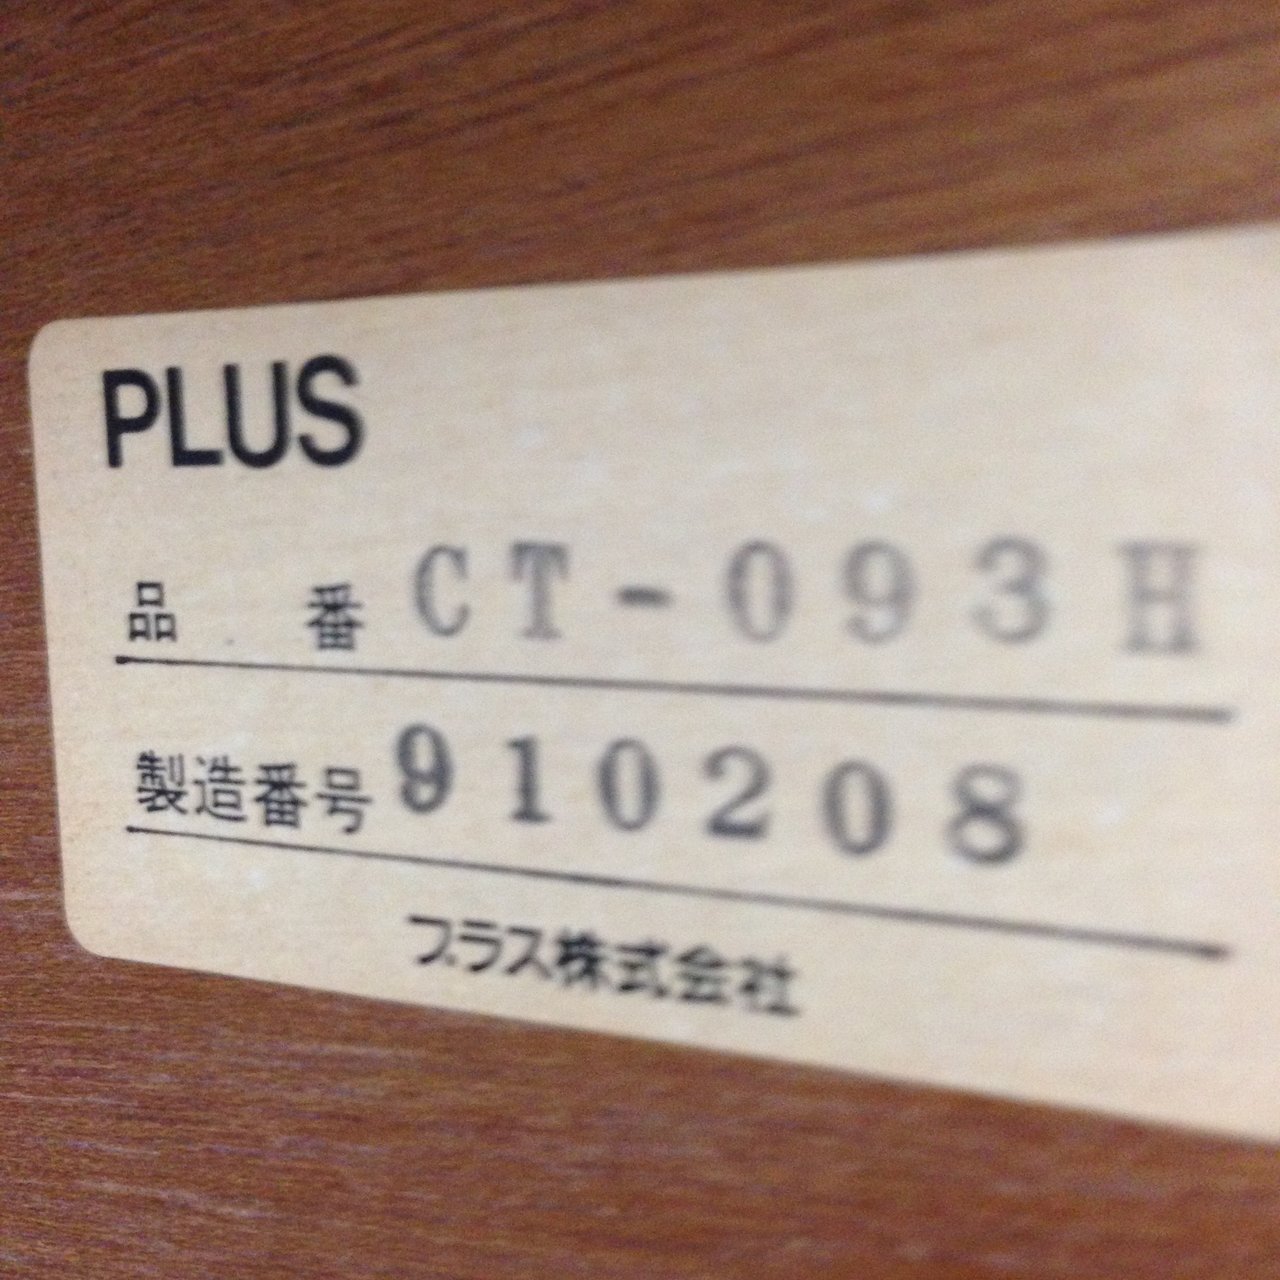 PLUS
品 番 CT-093H
製造番号 910208
プラス株式会社